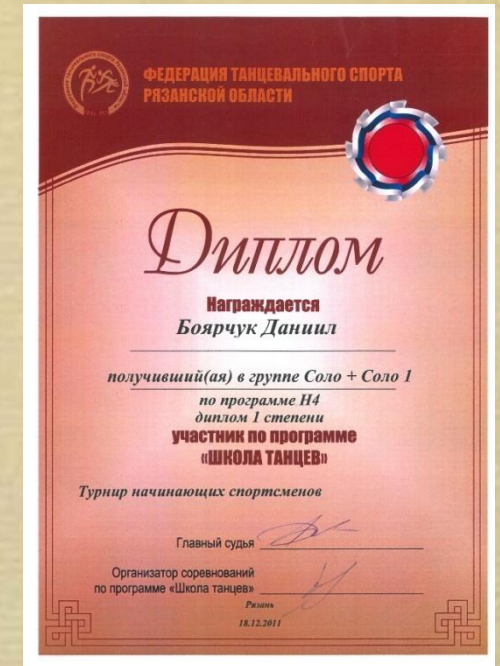 ФЕДЕРАЦИЯ ТАНЦЕВАЛЬНОГО СПОРТА
РЯЗАНСКОЙ ОБЛАСТИ
Диплом
Награждается
Боярчук Даниил
получивший(ая) в группе Соло + Соло 1
по программе Н4
диплом 1 степени
участник по программе
«ШКОЛА ТАНЦЕВ»
Турнир начинающих спортсменов
Главный судья
Организатор соревнований
по программе «Школа танцев»
Рязань
18.12.2011